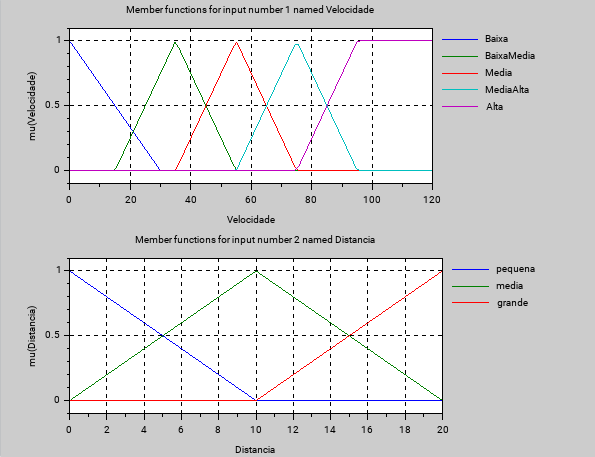 Member functions for input number 1 named Velocidade
mu(Velocidade)
1
0.5
0
0 20 40 60 80 100 120
Velocidade
Baixa
BaixaMedia
Media
MediaAlta
Alta
Member functions for input number 2 named Distancia
mu(Distancia)
1
0.5
0
0 2 4 6 8 10 12 14 16 18 20
Distancia
pequena
media
grande